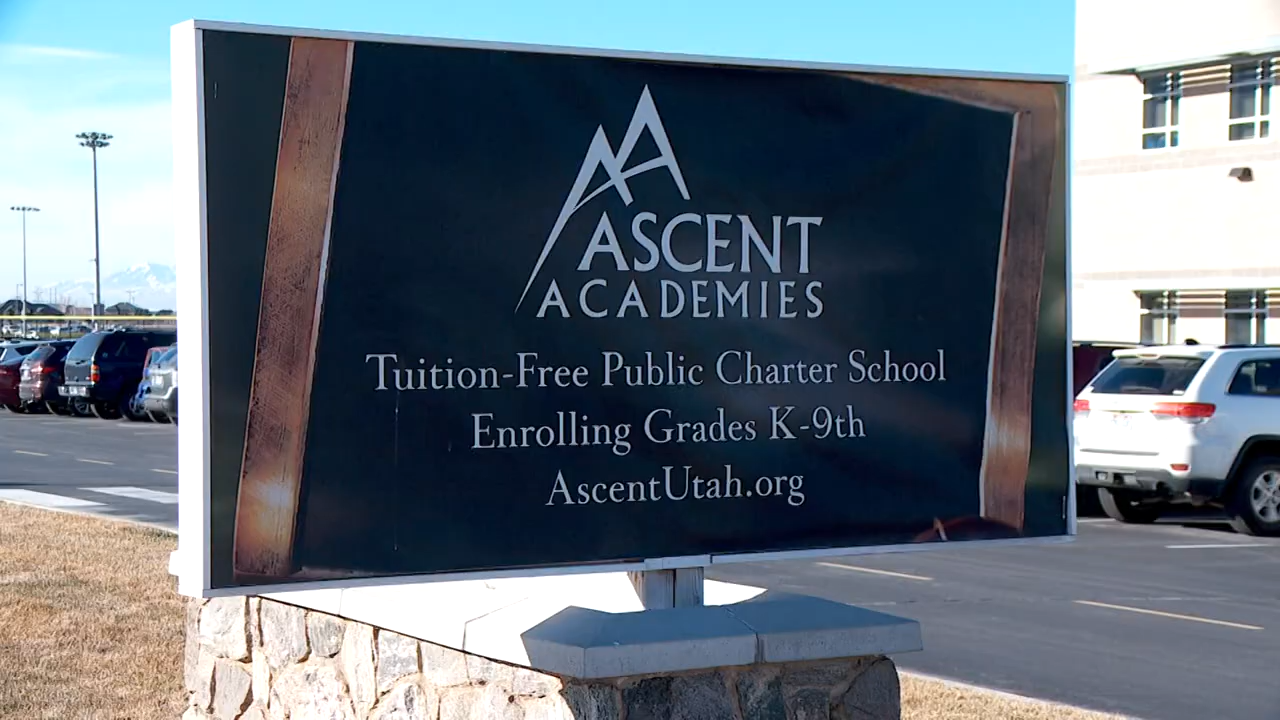 ASCENT
ACADEMIES
Tuition-Free Public Charter School
Enrolling Grades K-9th
AscentUtah.org